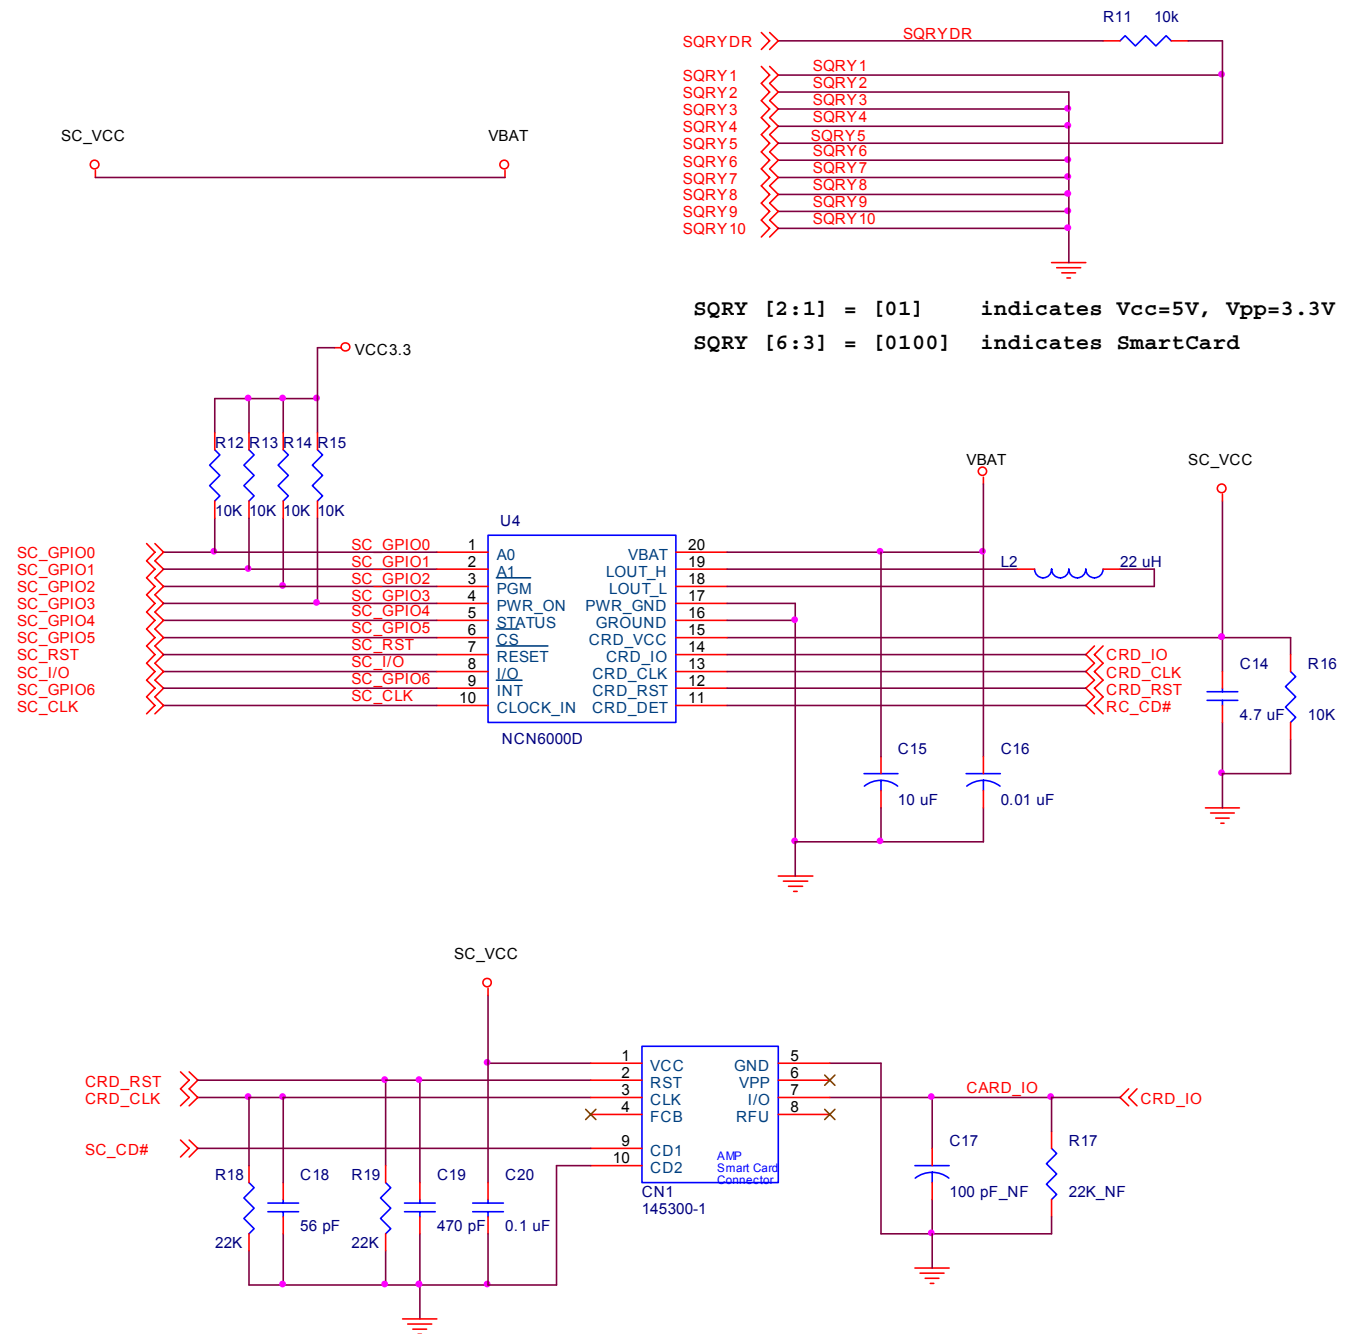 R11 10k
SQRYDR SQRYDR
SQRY1 SQRY1
SQRY2 SQRY2
SQRY3 SQRY3
SQRY4 SQRY4
SQRY5 SQRY5
SQRY6 SQRY6
SQRY7 SQRY7
SQRY8 SQRY8
SQRY9 SQRY9
SQRY10 SQRY10
SC_VCC VBAT
SQRY [2:1] = [01] indicates Vcc=5V, Vpp=3.3V
SQRY [6:3] = [0100] indicates SmartCard
VCC3.3
R12 R13 R14 R15
10K 10K 10K 10K
VBAT SC_VCC
U4
SC_GPIO0 SC_GPIO0 1 A0 VBAT 20
SC_GPIO1 SC_GPIO1 2 A1 LOUT_H 19 L2 22 uH
SC_GPIO2 SC_GPIO2 3 PGM LOUT_L 18
SC_GPIO3 SC_GPIO3 4 PWR_ON PWR_GND 17
SC_GPIO4 SC_GPIO4 5 STATUS GROUND 16
SC_GPIO5 SC_GPIO5 6 CS CRD_VCC 15
SC_RST SC_RST 7 RESET CRD_IO 14 CRD_IO
SC_I/O SC_I/O 8 I/O CRD_CLK 13 CRD_CLK
SC_GPIO6 SC_GPIO6 9 INT CRD_RST 12 CRD_RST
SC_CLK SC_CLK 10 CLOCK_IN CRD_DET 11 RC_CD#
C14 R16
4.7 uF 10K
NCN6000D
C15 C16
10 uF 0.01 uF
SC_VCC
1 VCC GND 5
CRD_RST 2 RST VPP 6
CRD_CLK 3 CLK I/O 7 CARD_IO CRD_IO
4 FCB RFU 8
SC_CD# 9 CD1
10 CD2
AMP
Smart Card
Connector
CN1
145300-1
R18 C18 R19 C19 C20
22K 56 pF 22K 470 pF 0.1 uF
C17 R17
100 pF_NF 22K_NF